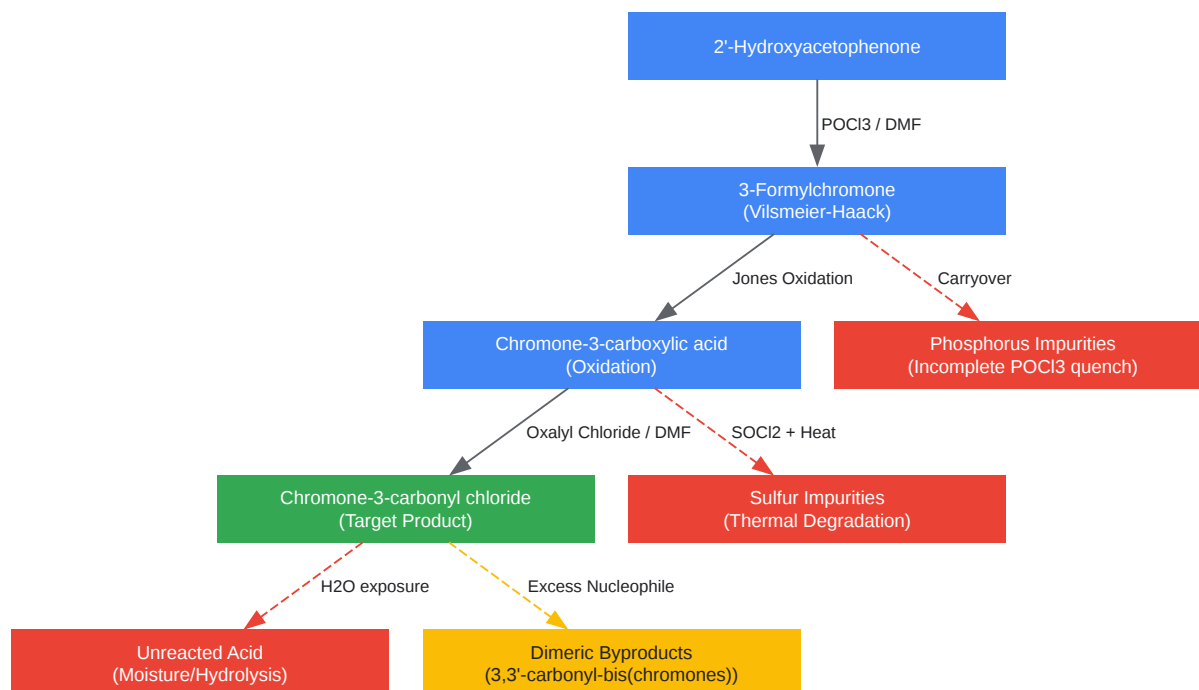 2'-Hydroxyacetophenone
POCl3 / DMF
3-Formylchromone
(Vilsmeier-Haack)
Jones Oxidation
Carryover
Chromone-3-carboxylic acid
(Oxidation)
Phosphorus Impurities
(Incomplete POCl3 quench)
Oxalyl Chloride / DMF
SOCl2 + Heat
Chromone-3-carbonyl chloride
(Target Product)
Sulfur Impurities
(Thermal Degradation)
H2O exposure
Excess Nucleophile
Unreacted Acid
(Moisture/Hydrolysis)
Dimeric Byproducts
(3,3'-carbonyl-bis(chromones))